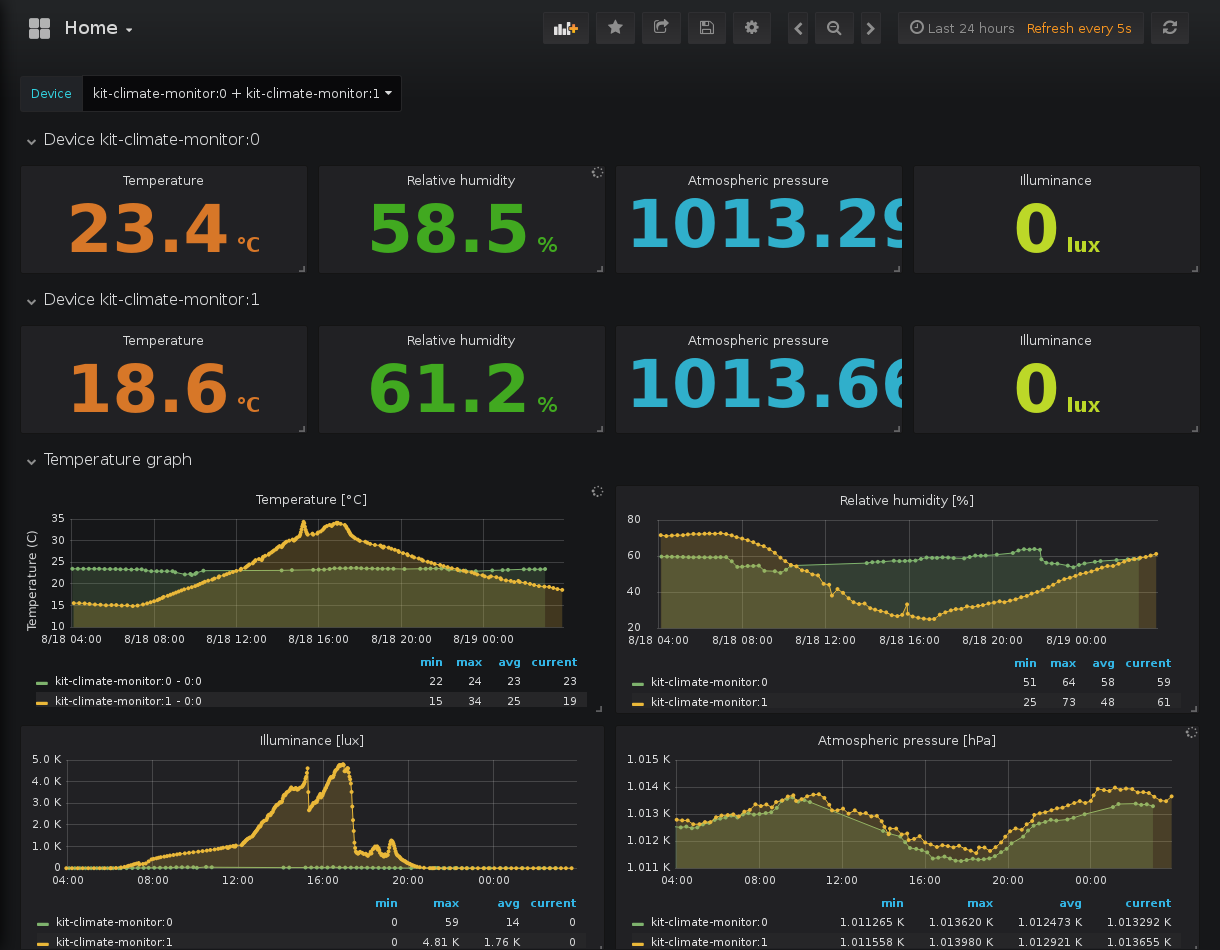 Home
Last 24 hours Refresh every 5s
Device kit-climate-monitor:0 + kit-climate-monitor:1
Device kit-climate-monitor:0
Temperature Relative humidity Atmospheric pressure Illuminance
23.4 °C 58.5 % 1013.29 0 lux
Device kit-climate-monitor:1
Temperature Relative humidity Atmospheric pressure Illuminance
18.6 °C 61.2 % 1013.66 0 lux
Temperature graph
Temperature [°C]
Temperature (C)
35
30
25
20
15
10
8/18 04:00 8/18 08:00 8/18 12:00 8/18 16:00 8/18 20:00 8/19 00:00
min max avg current
kit-climate-monitor:0 - 0:0 22 24 23 23
kit-climate-monitor:1 - 0:0 15 34 25 19
Relative humidity [%]
80
60
40
20
8/18 04:00 8/18 08:00 8/18 12:00 8/18 16:00 8/18 20:00 8/19 00:00
min max avg current
kit-climate-monitor:0 51 64 58 59
kit-climate-monitor:1 25 73 48 61
Illuminance [lux]
5.0 K
4.0 K
3.0 K
2.0 K
1.0 K
0
04:00 08:00 12:00 16:00 20:00 00:00
min max avg current
kit-climate-monitor:0 0 59 14 0
kit-climate-monitor:1 0 4.81 K 1.76 K 0
Atmospheric pressure [hPa]
1.015 K
1.014 K
1.013 K
1.012 K
1.011 K
04:00 08:00 12:00 16:00 20:00 00:00
min max avg current
kit-climate-monitor:0 1.011265 K 1.013620 K 1.012473 K 1.013292 K
kit-climate-monitor:1 1.011558 K 1.013980 K 1.012921 K 1.013655 K